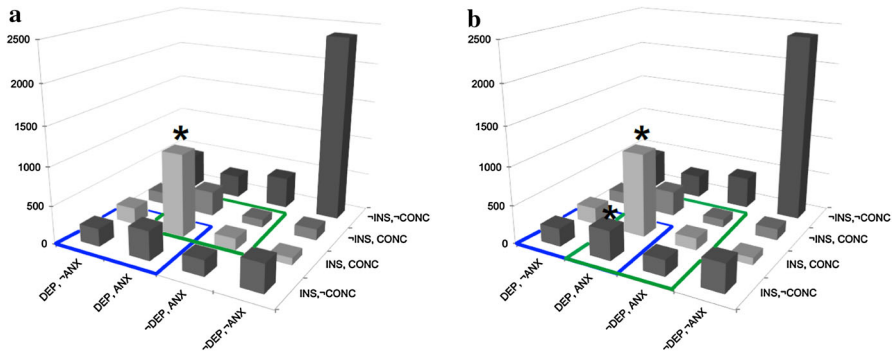 a
2500
2000
1500
1000
500
0
*
¬INS,¬CONC
¬INS, CONC
INS, CONC
INS,¬CONC
DEP, ¬ANX
DEP, ANX
¬DEP, ANX
¬DEP,¬ANX
b
2500
2000
1500
1000
500
0
*
*
¬INS,¬CONC
¬INS, CONC
INS, CONC
INS,¬CONC
DEP, ¬ANX
DEP, ANX
¬DEP, ANX
¬DEP,¬ANX